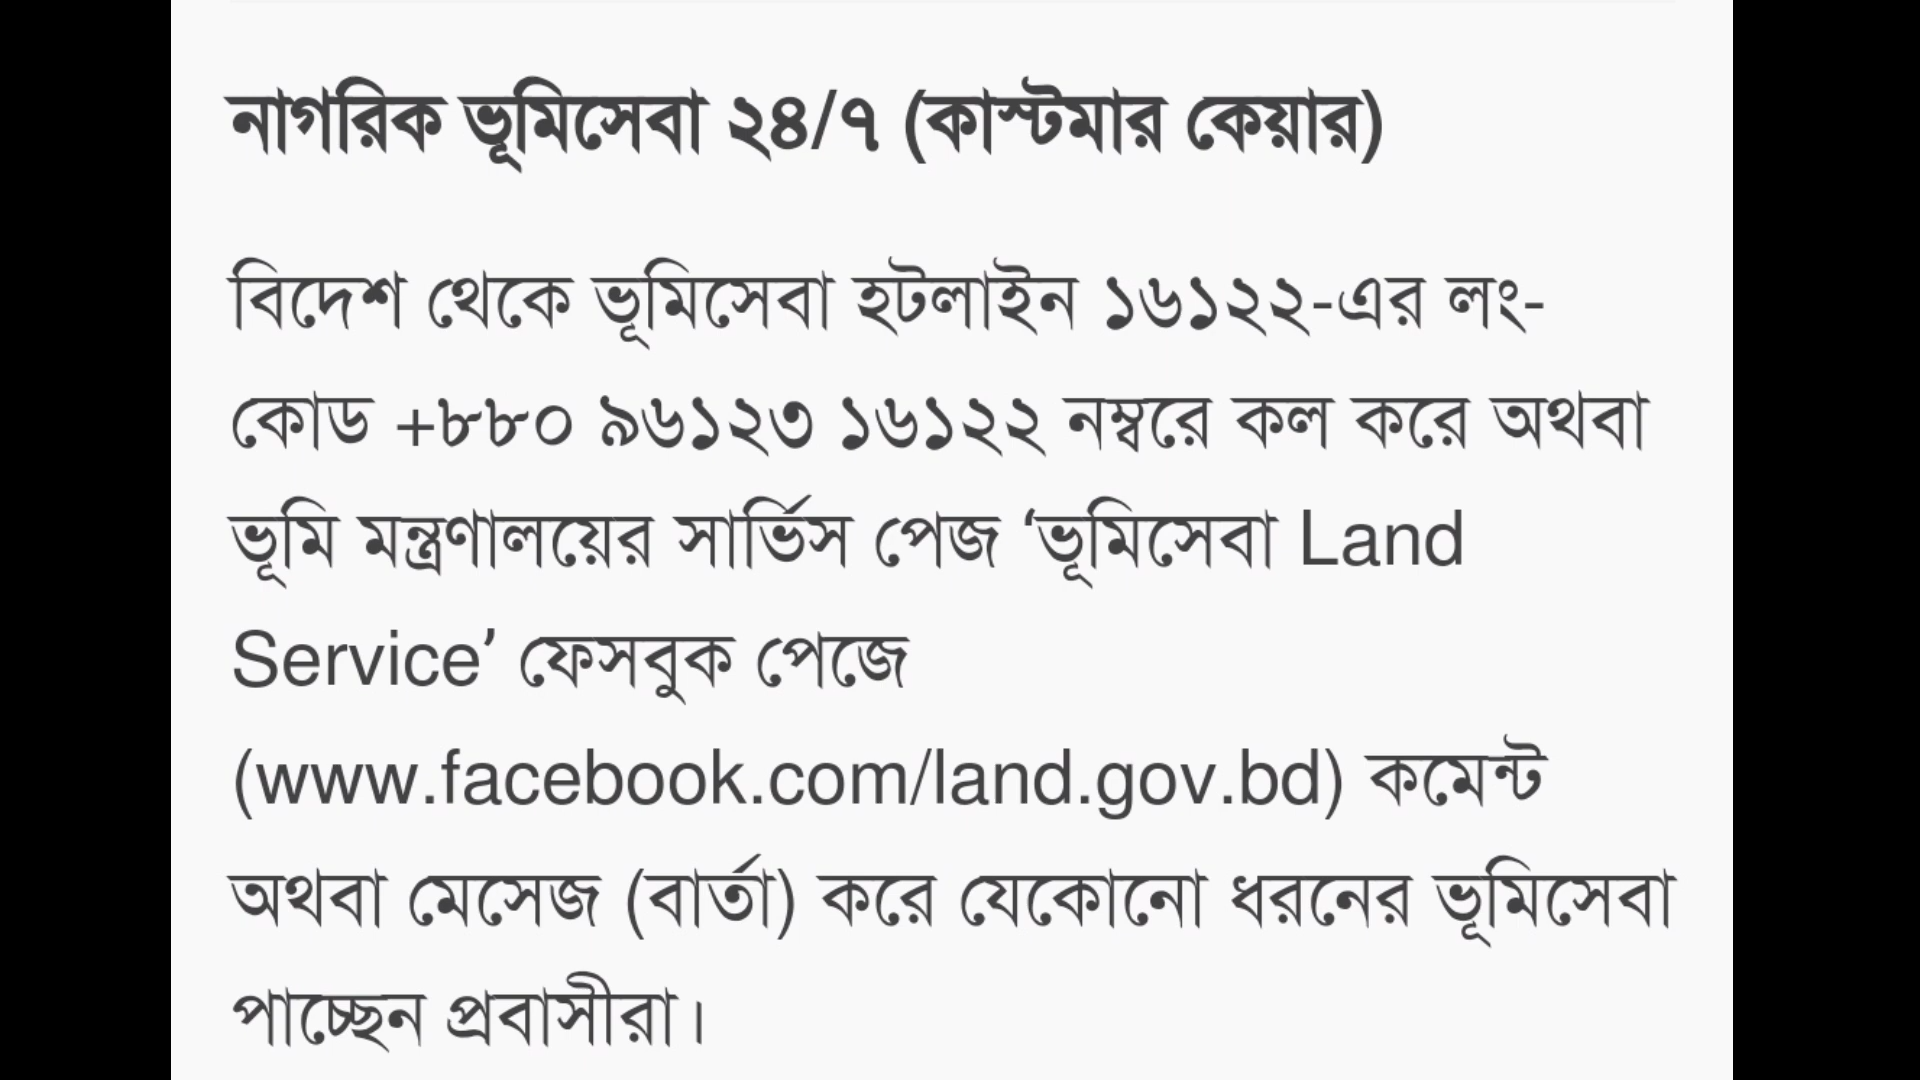 নাগরিক ভূমিসেবা ২৪/৭ (কাস্টমার কেয়ার)
বিদেশ থেকে ভূমিসেবা হটলাইন ১৬১২২-এর লং-
কোড +৮৮০ ৯৬১২৩ ১৬১২২ নম্বরে কল করে অথবা
ভূমি মন্ত্রণালয়ের সার্ভিস পেজ ‘ভূমিসেবা Land
Service’ ফেসবুক পেজে
(www.facebook.com/land.gov.bd) কমেন্ট
অথবা মেসেজ (বার্তা) করে যেকোনো ধরনের ভূমিসেবা
পাচ্ছেন প্রবাসীরা।